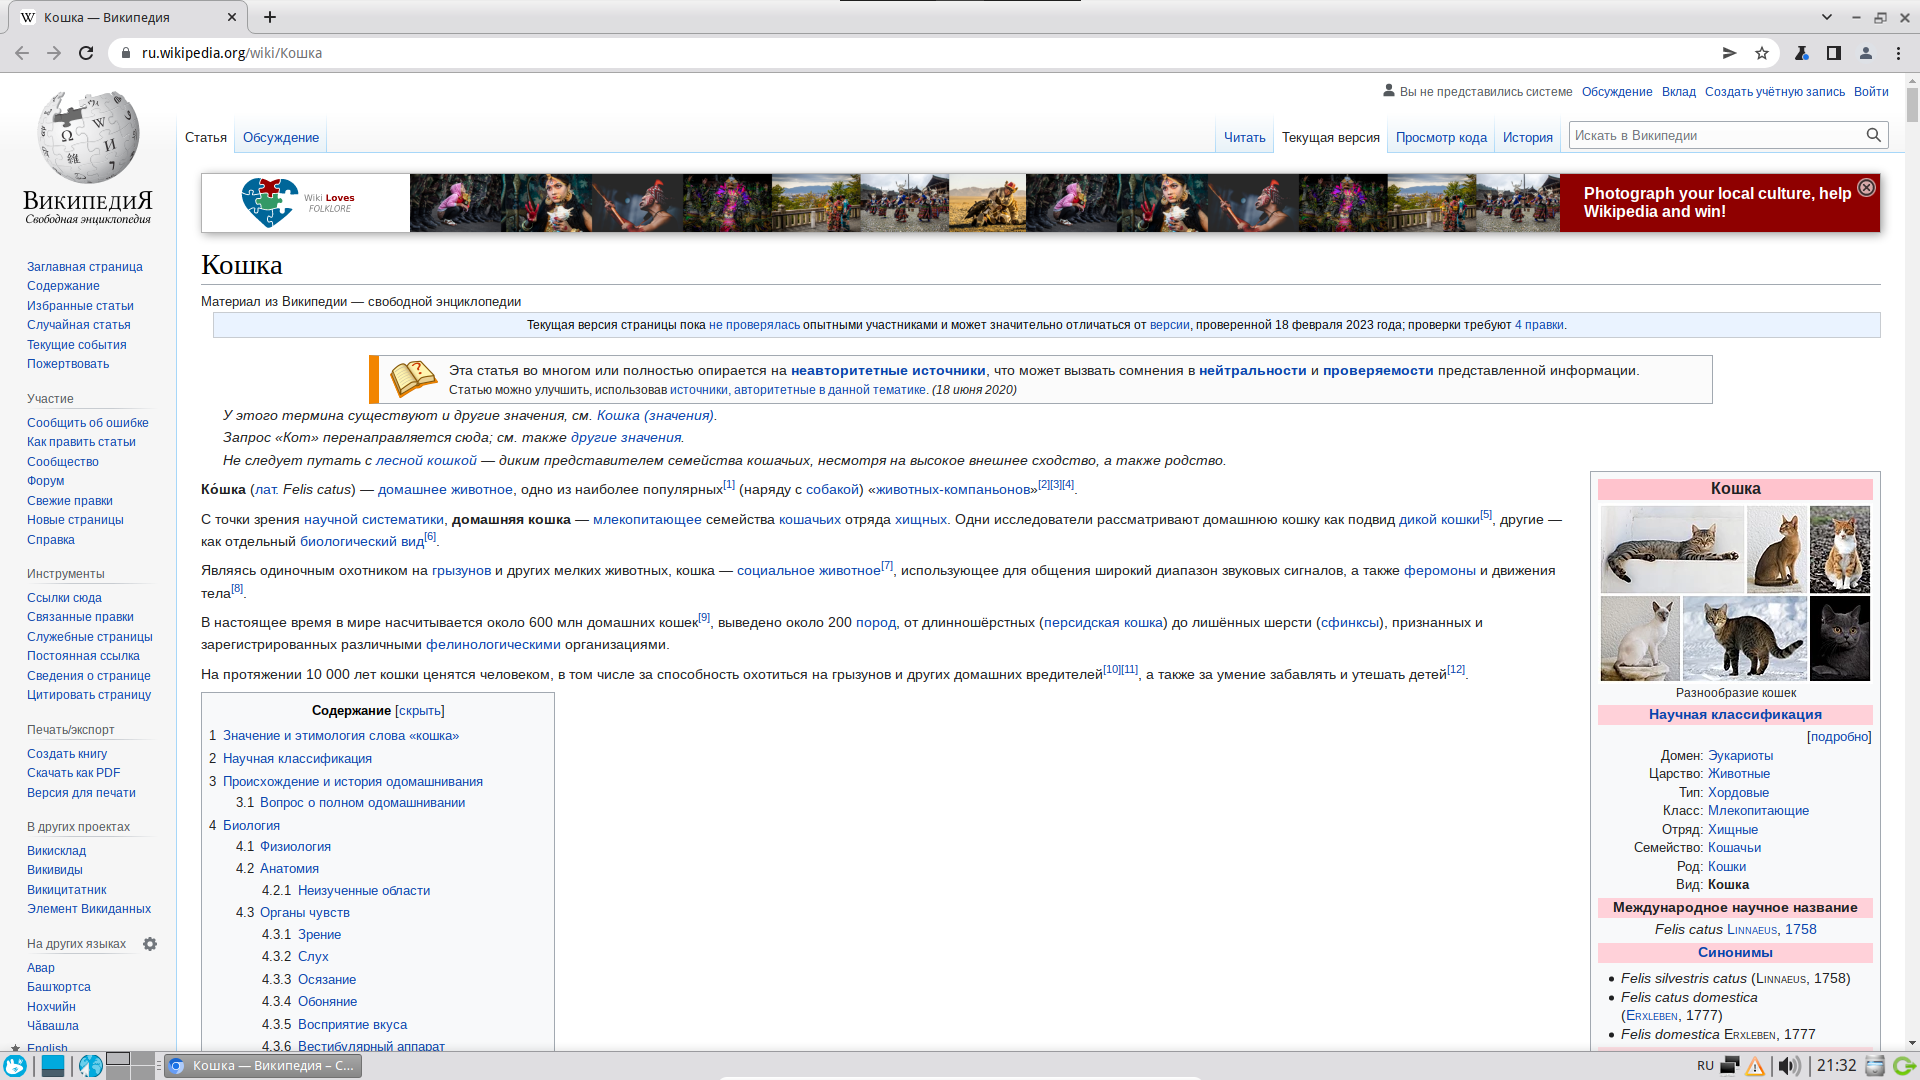 Кошка — Википедия
ru.wikipedia.org/wiki/Кошка
Вы не представились системе Обсуждение Вклад Создать учётную запись Войти
Статья Обсуждение Читать Текущая версия Просмотр кода История Искать в Википедии
ВикипедиЯ
Свободная энциклопедия
Заглавная страница
Содержание
Избранные статьи
Случайная статья
Текущие события
Пожертвовать
Участие
Сообщить об ошибке
Как править статьи
Сообщество
Форум
Свежие правки
Новые страницы
Справка
Инструменты
Ссылки сюда
Связанные правки
Служебные страницы
Постоянная ссылка
Сведения о странице
Цитировать страницу
Печать/экспорт
Создать книгу
Скачать как PDF
Версия для печати
В других проектах
Викисклад
Викивиды
Викицитатник
Элемент Викиданных
На других языках
Авар
Башҡортса
Нохчийн
Чӑвашла
English
Wiki Loves
FOLKLORE
Photograph your local culture, help
Wikipedia and win!
Кошка
Материал из Википедии — свободной энциклопедии
Текущая версия страницы пока не проверялась опытными участниками и может значительно отличаться от версии, проверенной 18 февраля 2023 года; проверки требуют 4 правки.
Эта статья во многом или полностью опирается на неавторитетные источники, что может вызвать сомнения в нейтральности и проверяемости представленной информации.
Статью можно улучшить, использовав источники, авторитетные в данной тематике. (18 июня 2020)
У этого термина существуют и другие значения, см. Кошка (значения).
Запрос «Кот» перенаправляется сюда; см. также другие значения.
Не следует путать с лесной кошкой — диким представителем семейства кошачьих, несмотря на высокое внешнее сходство, а также родство.
Ко́шка (лат. Felis catus) — домашнее животное, одно из наиболее популярных[1] (наряду с собакой) «животных-компаньонов»[2][3][4].
С точки зрения научной систематики, домашняя кошка — млекопитающее семейства кошачьих отряда хищных. Одни исследователи рассматривают домашнюю кошку как подвид дикой кошки[5], другие —
как отдельный биологический вид[6].
Являясь одиночным охотником на грызунов и других мелких животных, кошка — социальное животное[7], использующее для общения широкий диапазон звуковых сигналов, а также феромоны и движения
тела[8].
В настоящее время в мире насчитывается около 600 млн домашних кошек[9], выведено около 200 пород, от длинношёрстных (персидская кошка) до лишённых шерсти (сфинксы), признанных и
зарегистрированных различными фелинологическими организациями.
На протяжении 10 000 лет кошки ценятся человеком, в том числе за способность охотиться на грызунов и других домашних вредителей[10][11], а также за умение забавлять и утешать детей[12].
Содержание [скрыть]
1 Значение и этимология слова «кошка»
2 Научная классификация
3 Происхождение и история одомашнивания
3.1 Вопрос о полном одомашнивании
4 Биология
4.1 Физиология
4.2 Анатомия
4.2.1 Неизученные области
4.3 Органы чувств
4.3.1 Зрение
4.3.2 Слух
4.3.3 Осязание
4.3.4 Обоняние
4.3.5 Восприятие вкуса
4.3.6 Вестибулярный аппарат
Кошка
Разнообразие кошек
Научная классификация
[подробно]
Домен: Эукариоты
Царство: Животные
Тип: Хордовые
Класс: Млекопитающие
Отряд: Хищные
Семейство: Кошачьи
Род: Кошки
Вид: Кошка
Международное научное название
Felis catus Linnaeus, 1758
Синонимы
• Felis silvestris catus (Linnaeus, 1758)
• Felis catus domestica
(Erxleben, 1777)
• Felis domestica Erxleben, 1777
Кошка — Википедия – C...
RU 21:32